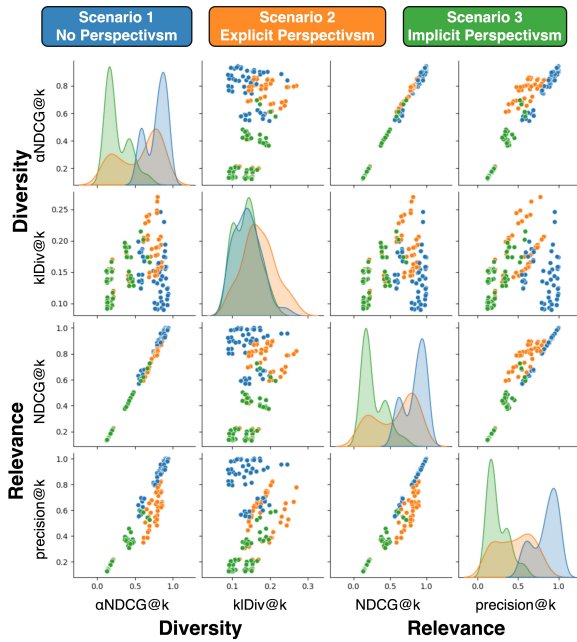 Scenario 1
No Perspectivsm
Scenario 2
Explicit Perspectivsm
Scenario 3
Implicit Perspectivsm
Diversity
αNDCG@k
0.8
0.6
0.4
0.2
klDiv@k
0.25
0.20
0.15
0.10
Relevance
NDCG@k
1.0
0.8
0.6
0.4
0.2
precision@k
1.0
0.8
0.6
0.4
0.2
0.0 0.5 1.0
0.1 0.2 0.3
0.0 0.5 1.0
0.0 0.5 1.0
αNDCG@k klDiv@k NDCG@k precision@k
Diversity Relevance